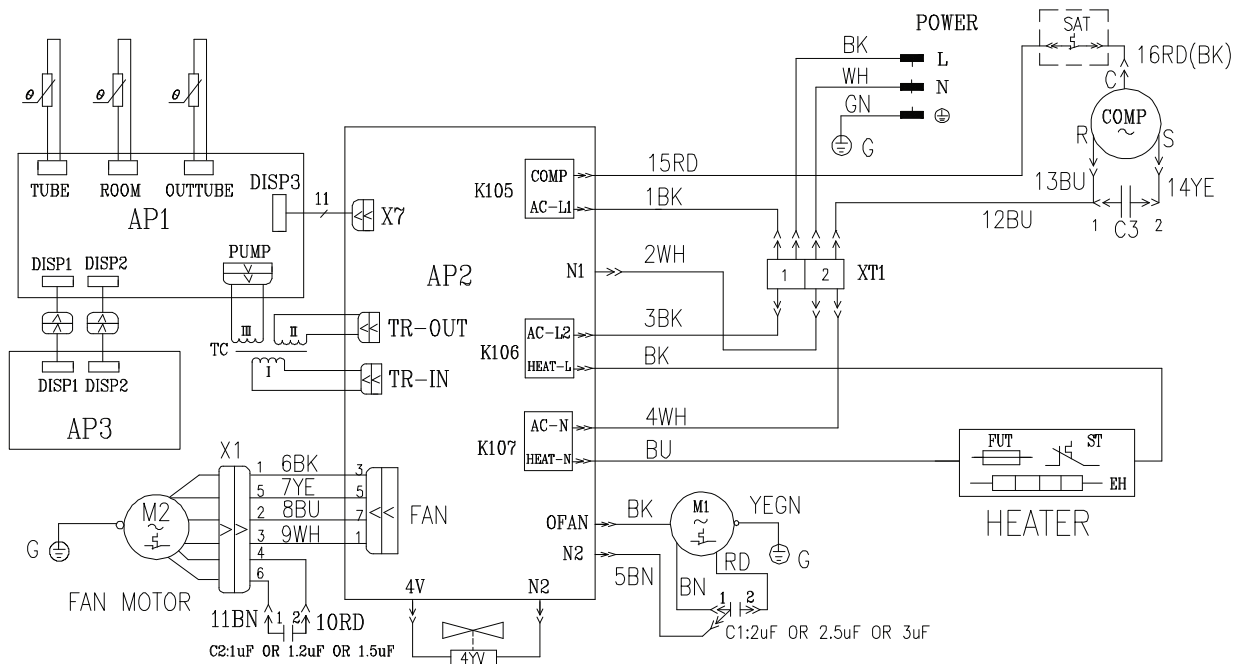 POWER
BK
L
WH
N
GN
G
SAT
16RD(BK)
C
COMP
~
R
S
13BU
14YE
12BU
1
C3
2
θ
θ
θ
TUBE
ROOM
OUTTUBE
DISP3
AP1
11
X7
DISP1
DISP2
PUMP
III
II
TC
I
TR-OUT
TR-IN
DISP1
DISP2
AP3
AP2
K105
COMP
AC-L1
15RD
1BK
N1
2WH
1
2
XT1
K106
AC-L2
HEAT-L
3BK
BK
K107
AC-N
HEAT-N
4WH
BU
FUT
ST
EH
HEATER
X1
M2
~
G
FAN MOTOR
1
6BK
3
5
7YE
5
2
8BU
7
3
9WH
1
4
6
FAN
11BN
1
2
10RD
C2:1uF OR 1.2uF OR 1.5uF
4V
N2
4YV
OFAN
N2
BK
M1
~
YEGN
G
5BN
BN
RD
1
2
C1:2uF OR 2.5uF OR 3uF